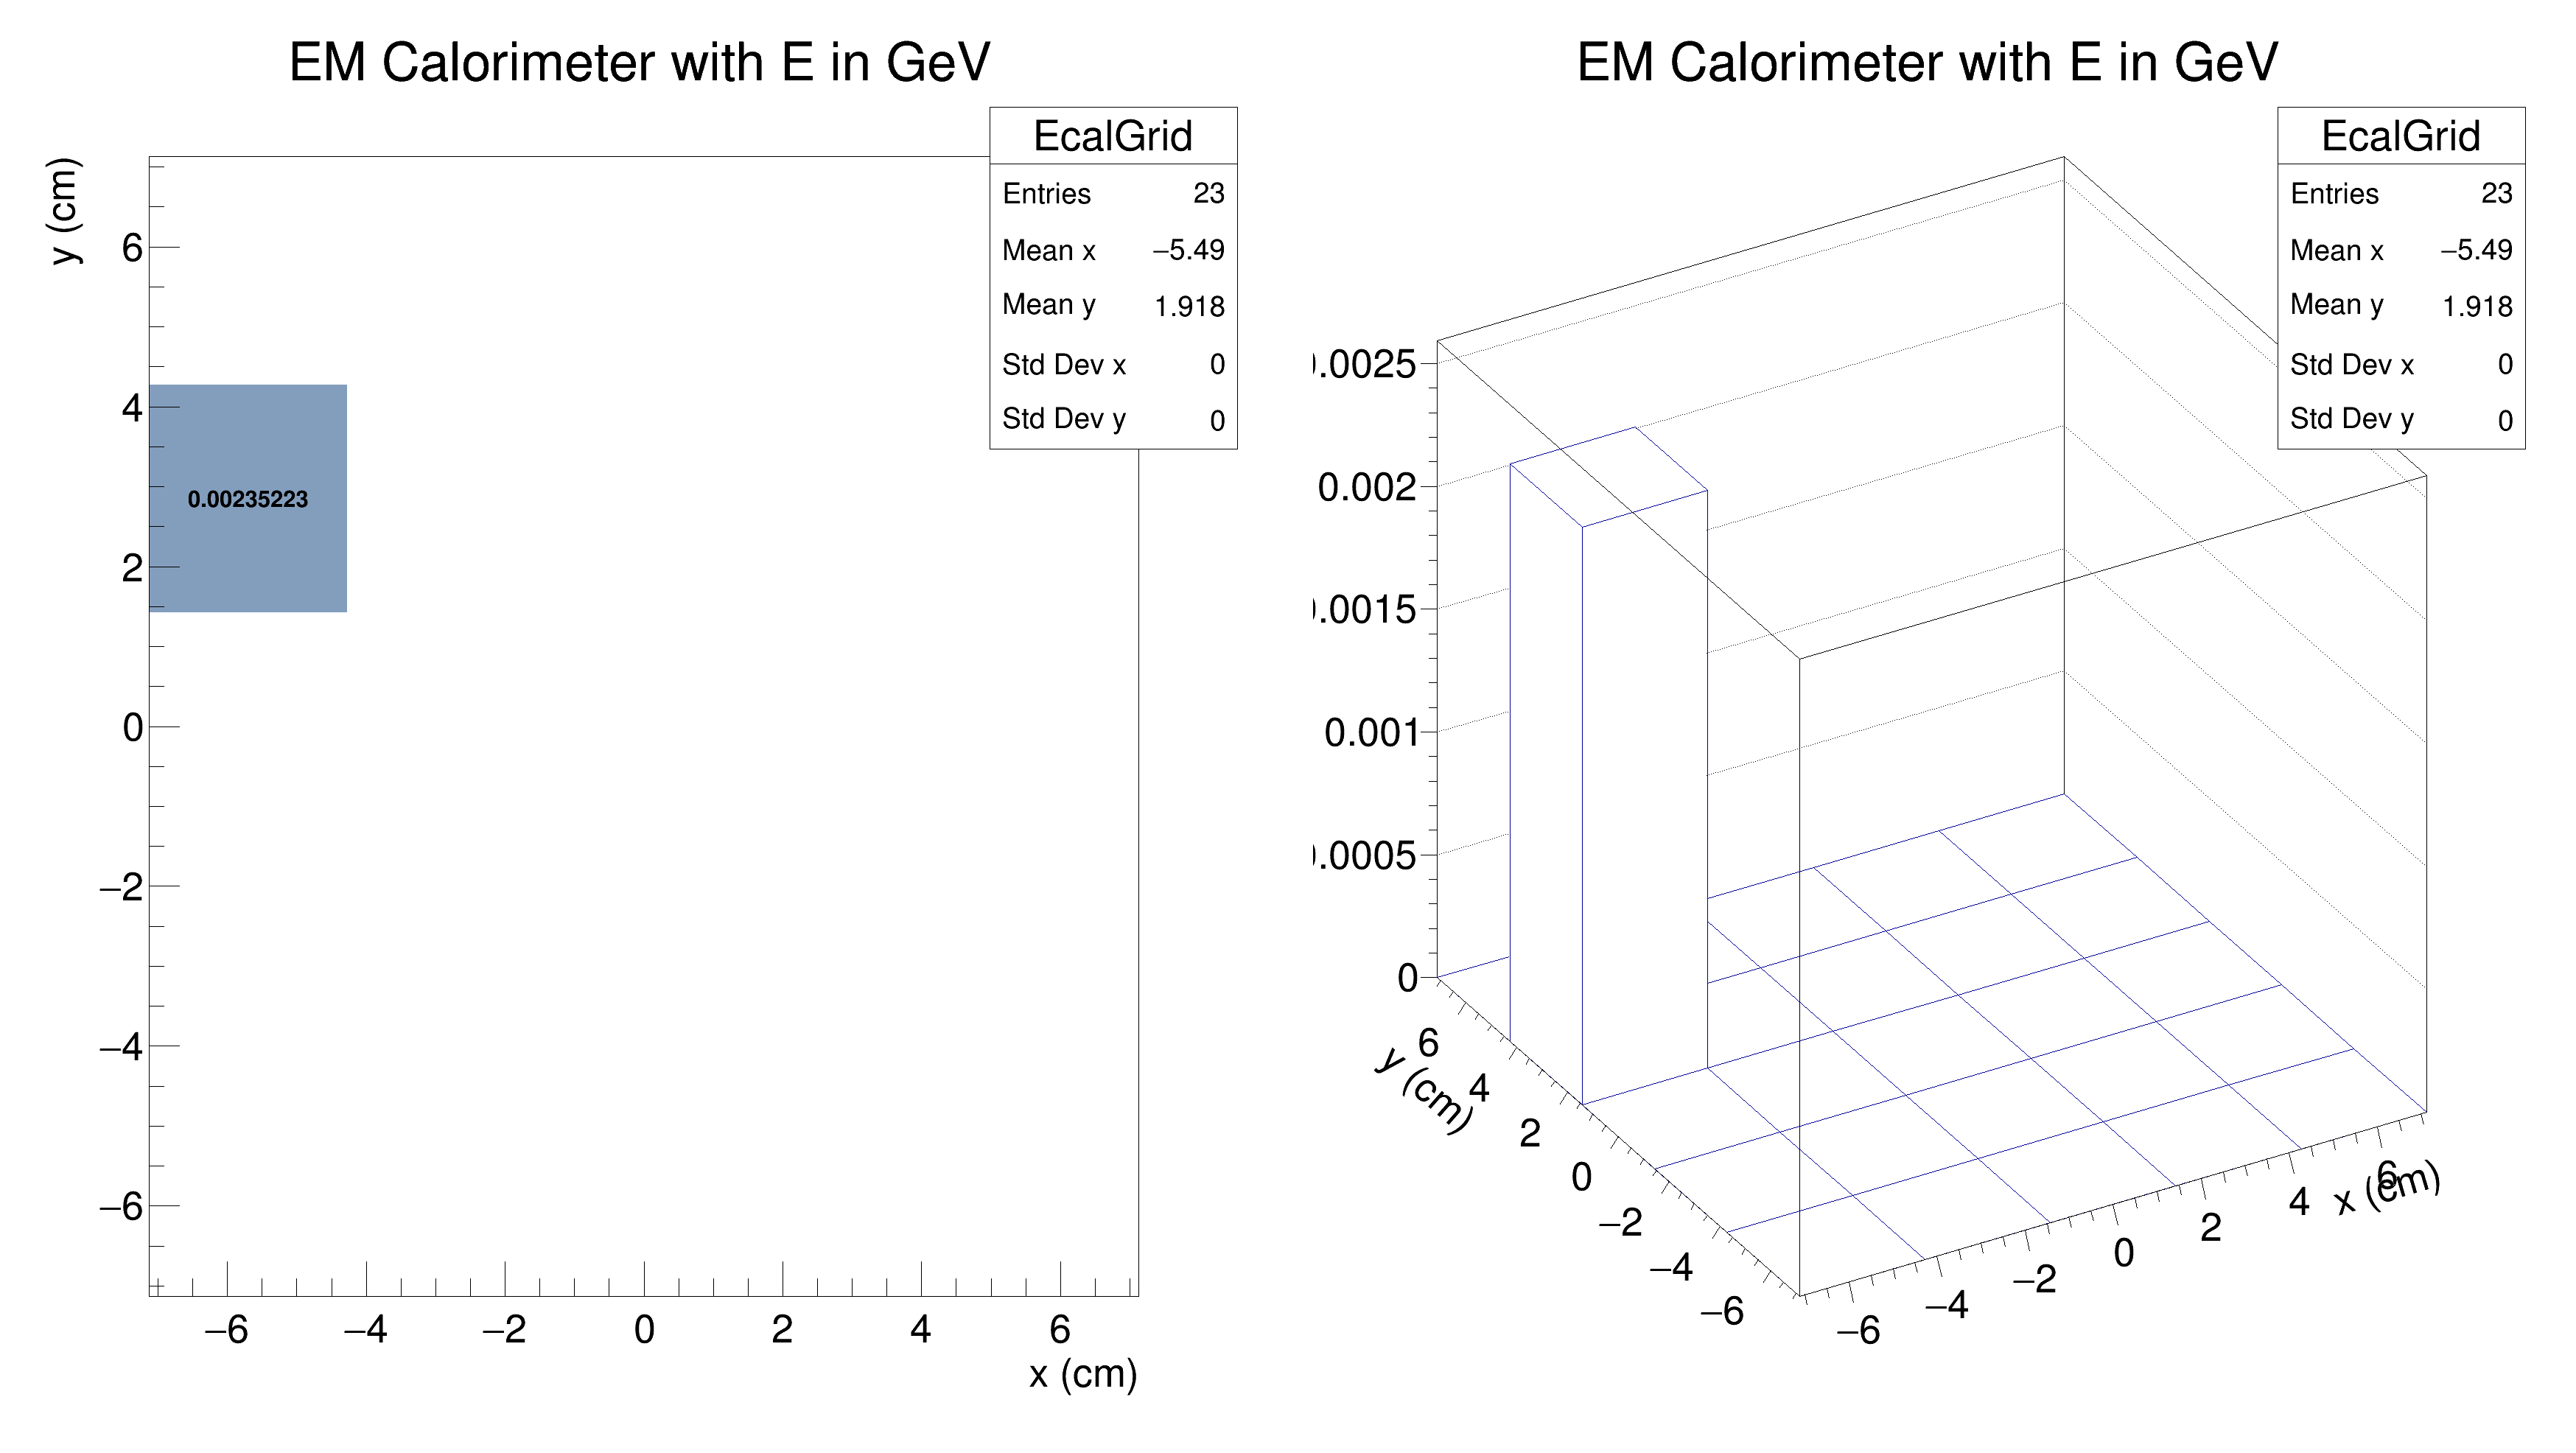 EM Calorimeter with E in GeV
EcalGrid
Entries 23
Mean x −5.49
Mean y 1.918
Std Dev x 0
Std Dev y 0
y (cm)
6
4
2
0
−2
−4
−6
0.00235223
−6 −4 −2 0 2 4 6
x (cm)
EM Calorimeter with E in GeV
EcalGrid
Entries 23
Mean x −5.49
Mean y 1.918
Std Dev x 0
Std Dev y 0
.0025
0.002
.0015
0.001
.0005
0
y (cm)
6
4
2
0
−2
−4
−6
−6 −4 −2 0 2 4 6
x (cm)